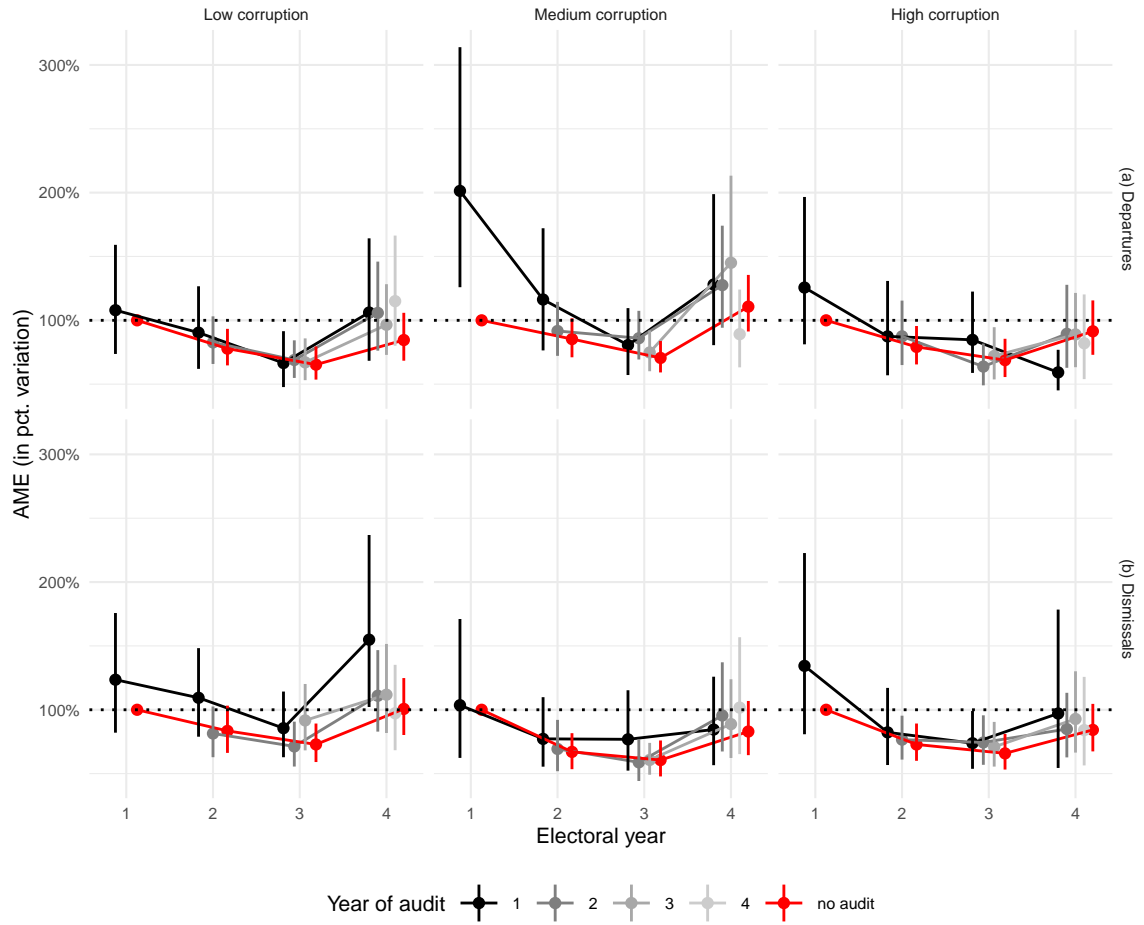 Low corruption
Medium corruption
High corruption
300%
200%
100%
(a) Departures
300%
200%
100%
(b) Dismissals
AME (in pct. variation)
1 2 3 4
1 2 3 4
1 2 3 4
Electoral year
Year of audit 1 2 3 4 no audit